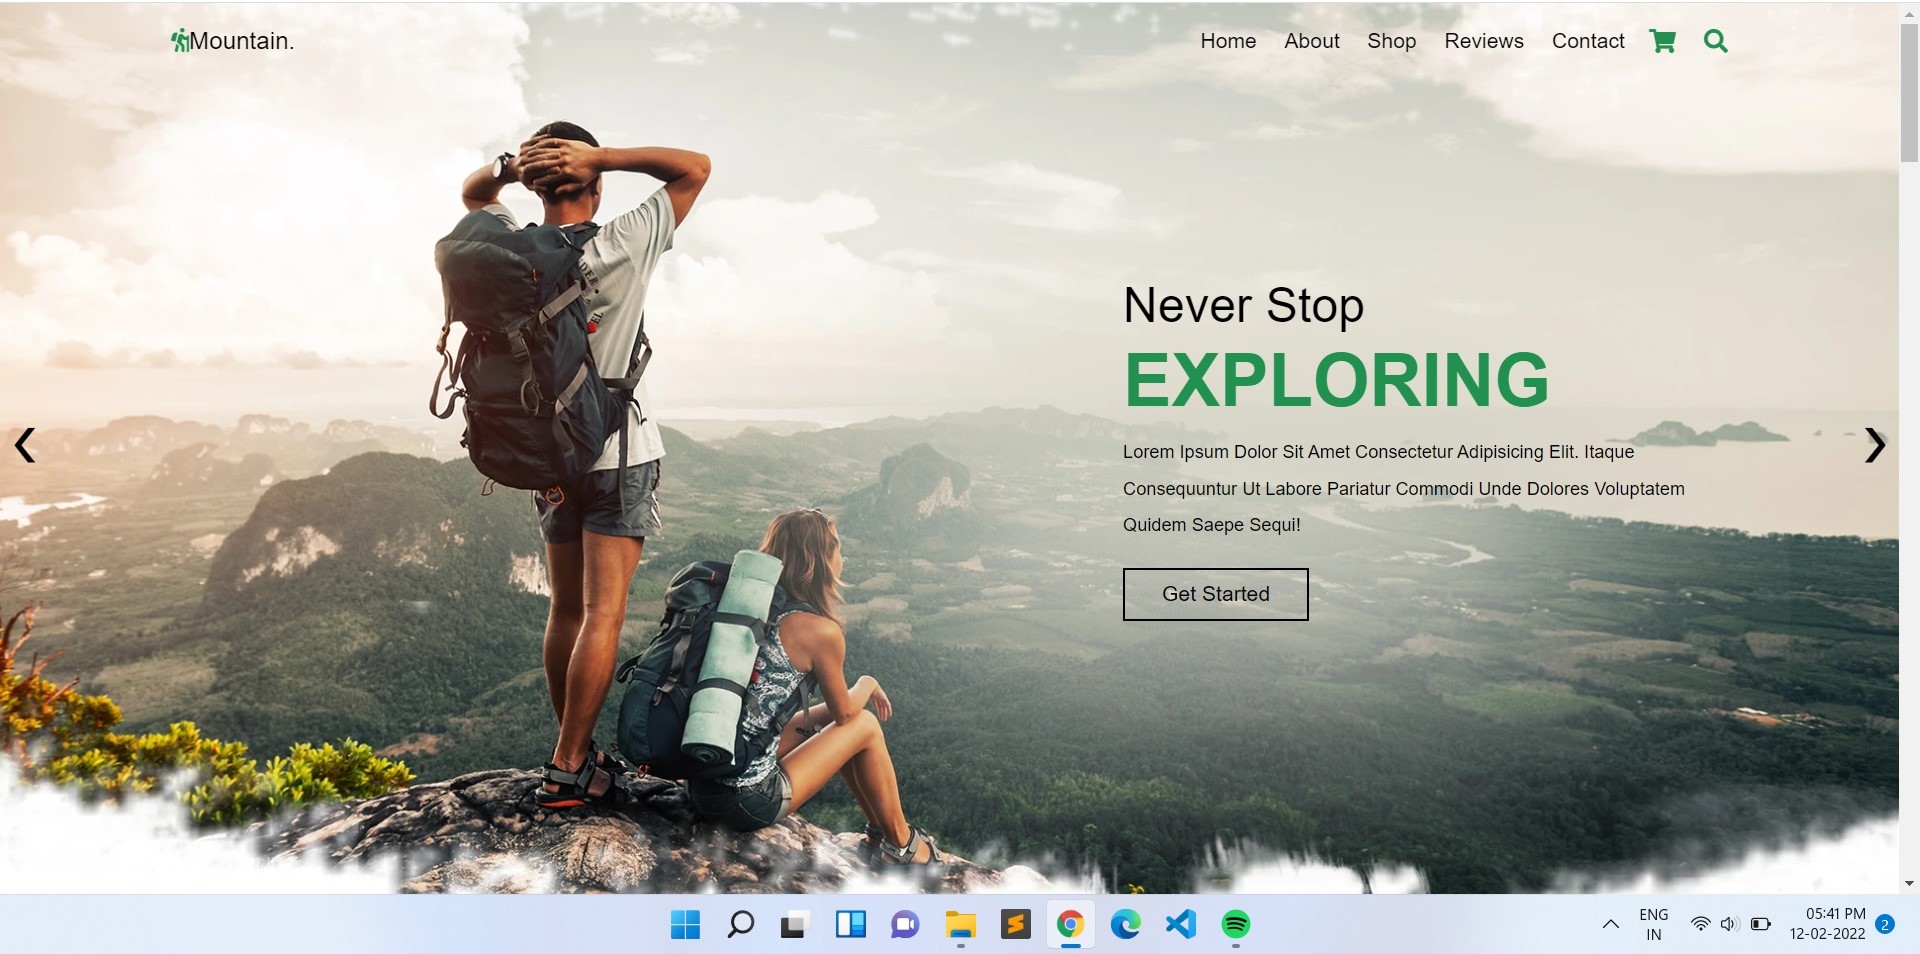 Mountain.
Home About Shop Reviews Contact
Never Stop
EXPLORING
Lorem Ipsum Dolor Sit Amet Consectetur Adipisicing Elit. Itaque
Consequuntur Ut Labore Pariatur Commodi Unde Dolores Voluptatem
Quidem Saepe Sequi!
Get Started
ENG
IN
05:41 PM
12-02-2022
2